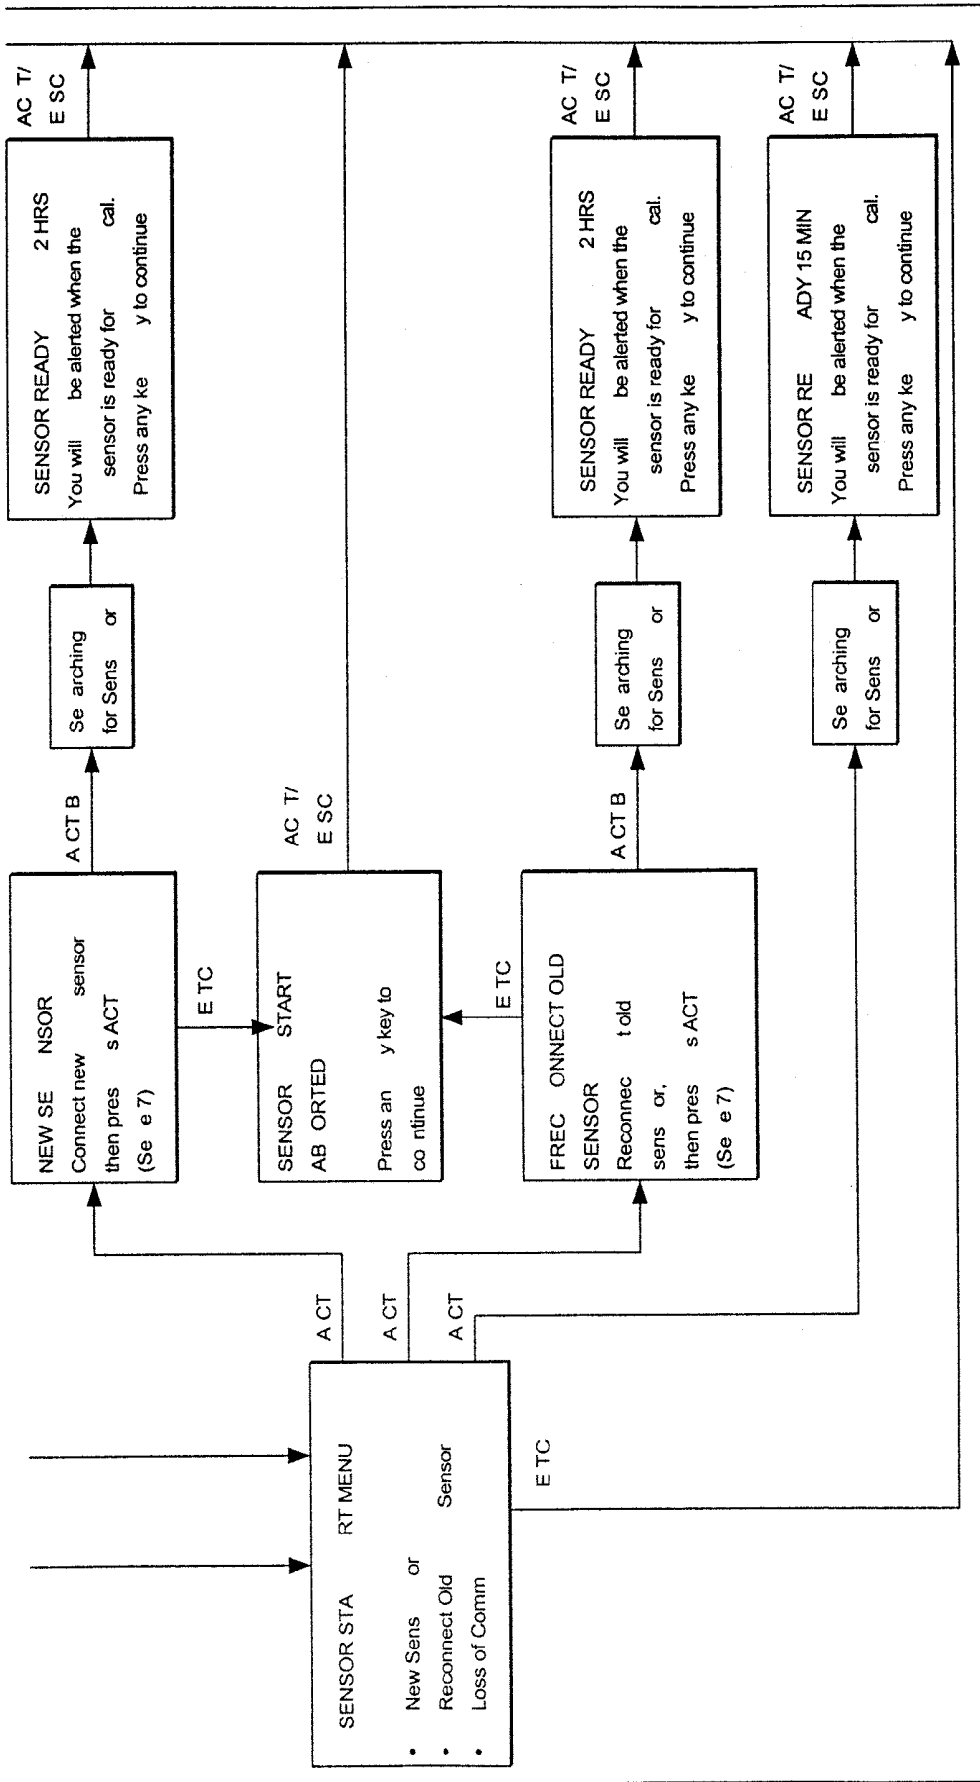 SENSOR STA RT MENU
• New Sens or
• Reconnect Old Sensor
• Loss of Comm
A CT
A CT
A CT
E TC
NEW SE NSOR
Connect new sensor
then pres s ACT
(Se e 7)
E TC
SENSOR START
AB ORTED
Press an y key to
co ntinue
E TC
FREC ONNECT OLD
SENSOR
Reconnec t old
sens or,
then pres s ACT
(Se e 7)
A CT B
AC T/
E SC
A CT B
Se arching
for Sens or
Se arching
for Sens or
Se arching
for Sens or
SENSOR READY 2 HRS
You will be alerted when the
sensor is ready for cal.
Press any ke y to continue
SENSOR READY 2 HRS
You will be alerted when the
sensor is ready for cal.
Press any ke y to continue
SENSOR RE ADY 15 MIN
You will be alerted when the
sensor is ready for cal.
Press any ke y to continue
AC T/
E SC
AC T/
E SC
AC T/
E SC